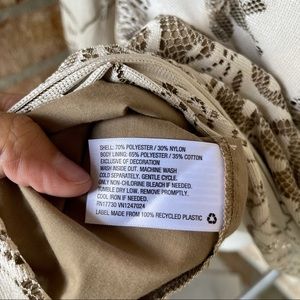 SHELL: 70% POLYESTER / 30% NYLON
BODY LINING: 65% POLYESTER / 35% COTTON
EXCLUSIVE OF DECORATION
WASH INSIDE OUT. MACHINE WASH
COLD SEPARATELY. GENTLE CYCLE.
ONLY NON-CHLORINE BLEACH IF NEEDED.
TUMBLE DRY LOW. REMOVE PROMPTLY.
COOL IRON IF NEEDED.
P/N17730 VN1247024
LABEL: MADE FROM 100% RECYCLED PLASTIC